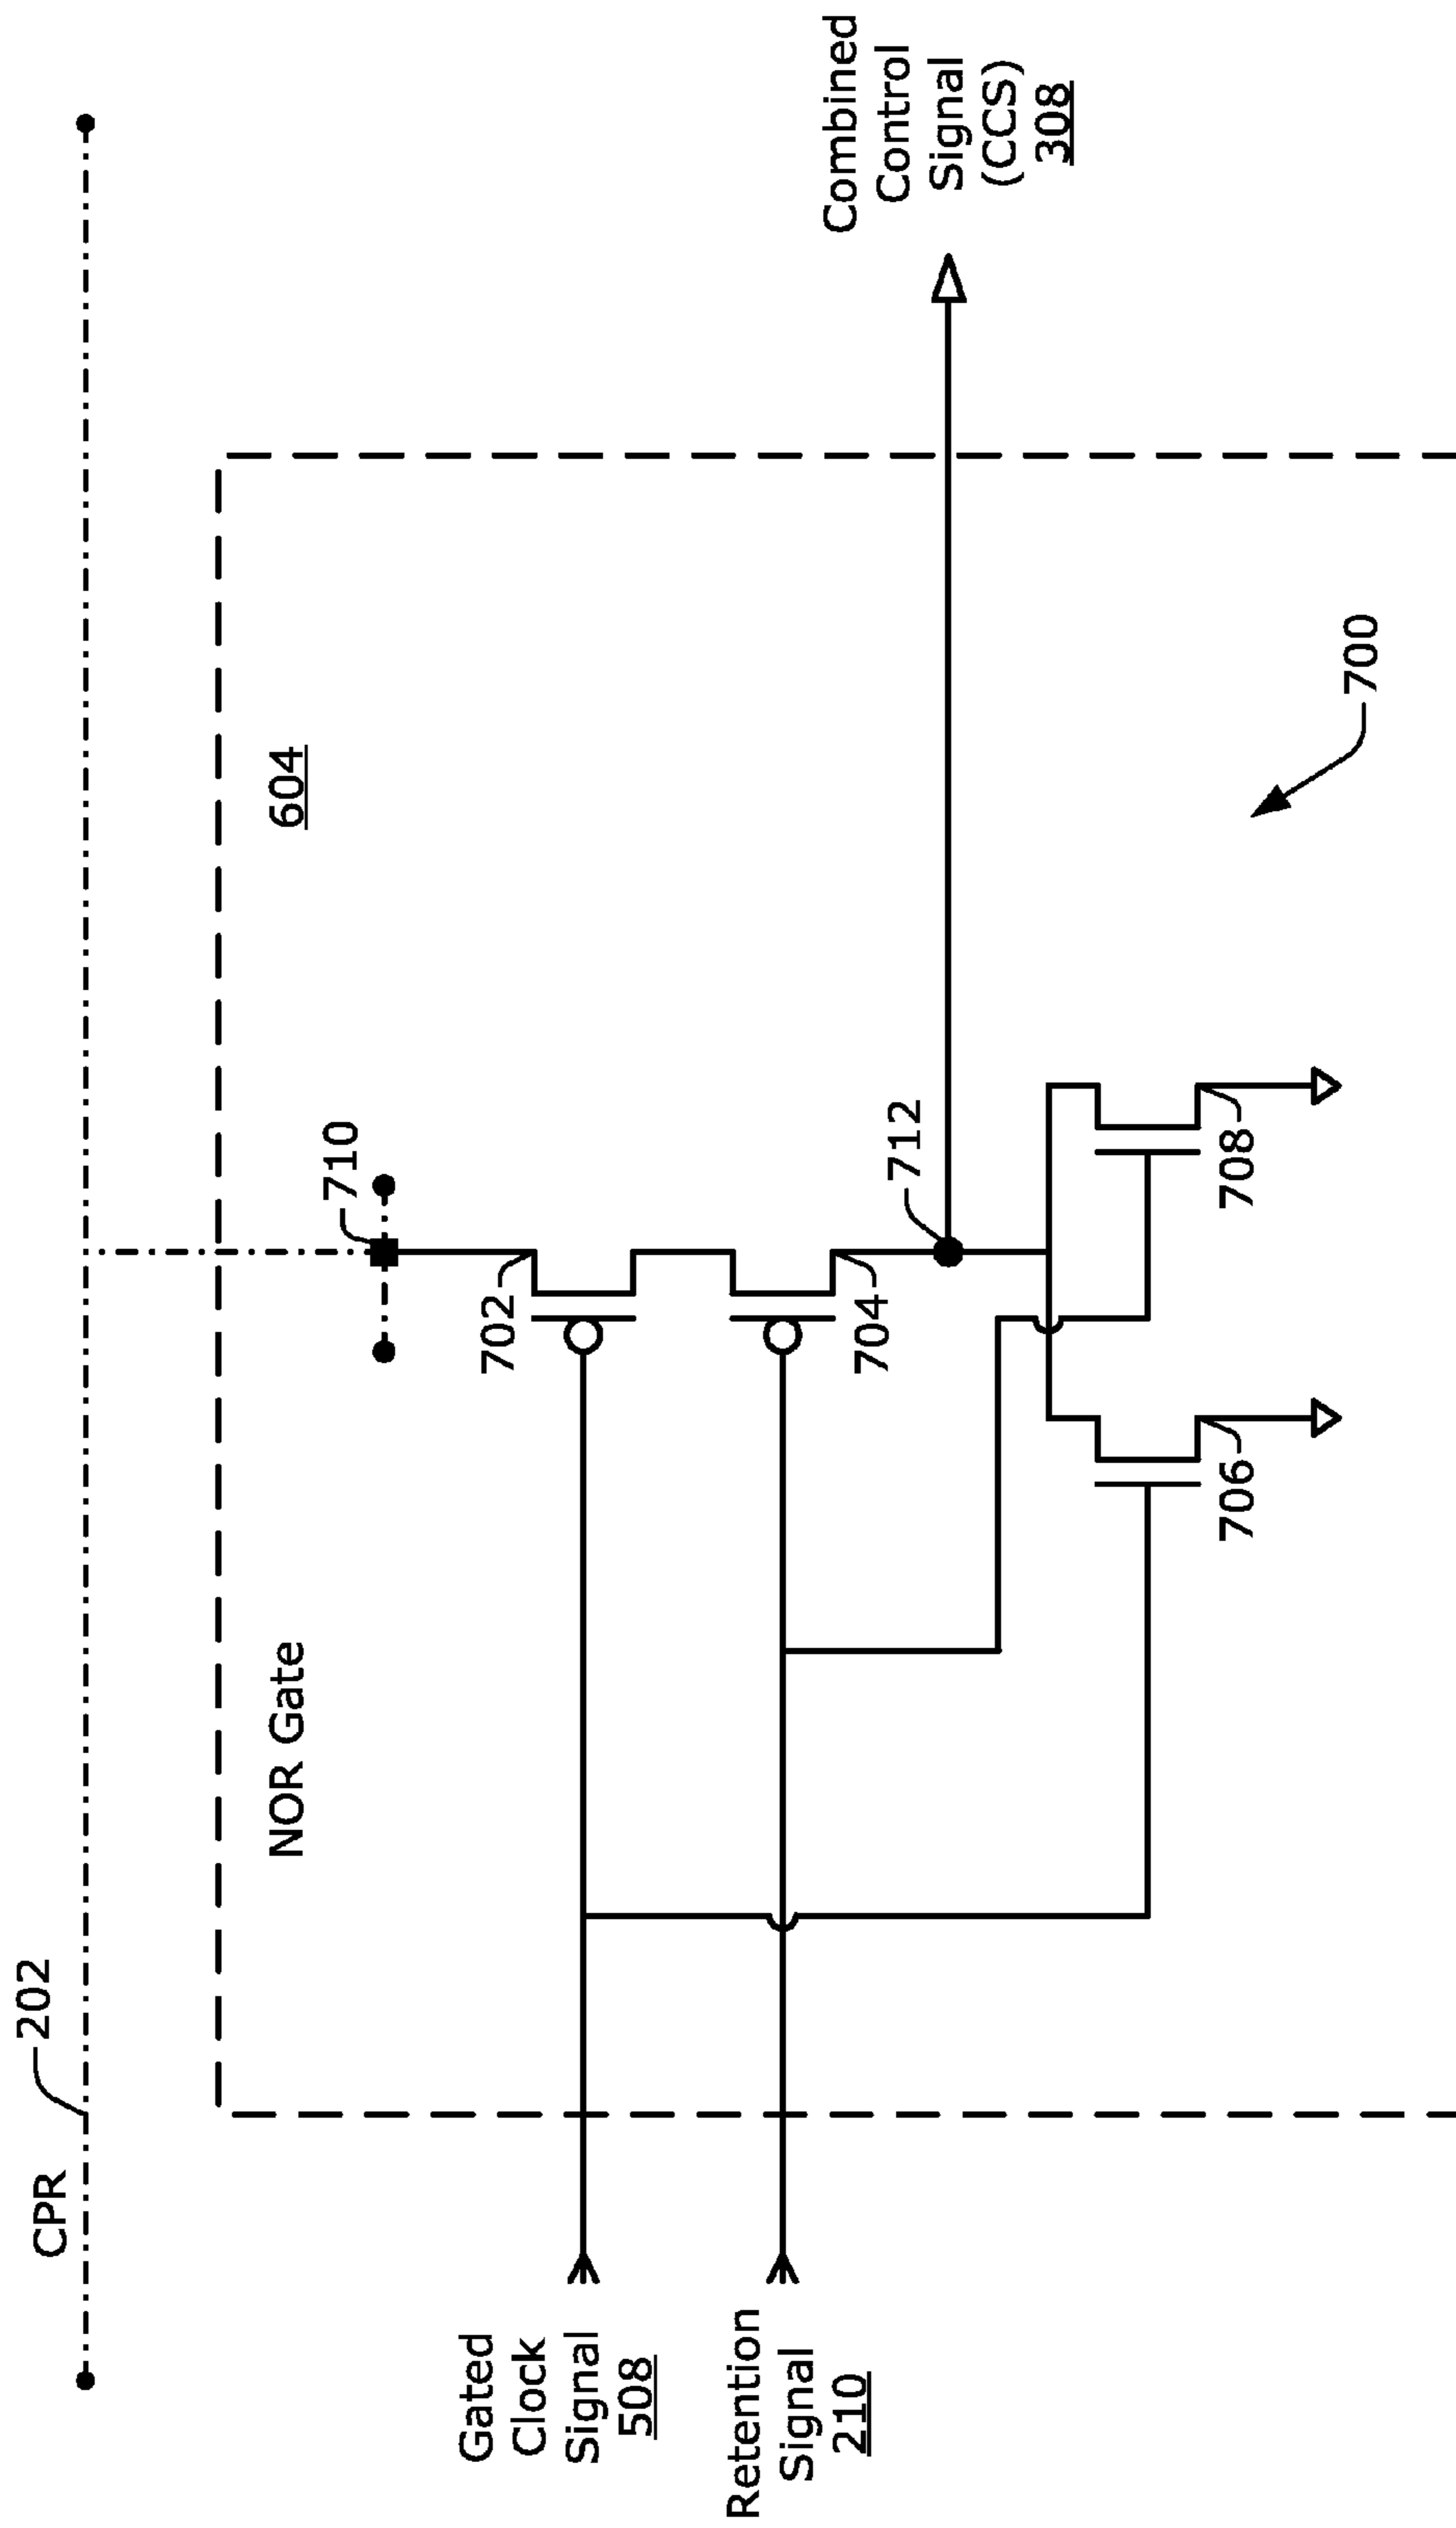 CPR
202
NOR Gate
604
710
Gated
Clock
Signal
508
702
Retention
Signal
210
704
712
Combined
Control
Signal
(CCS)
308
706
708
700